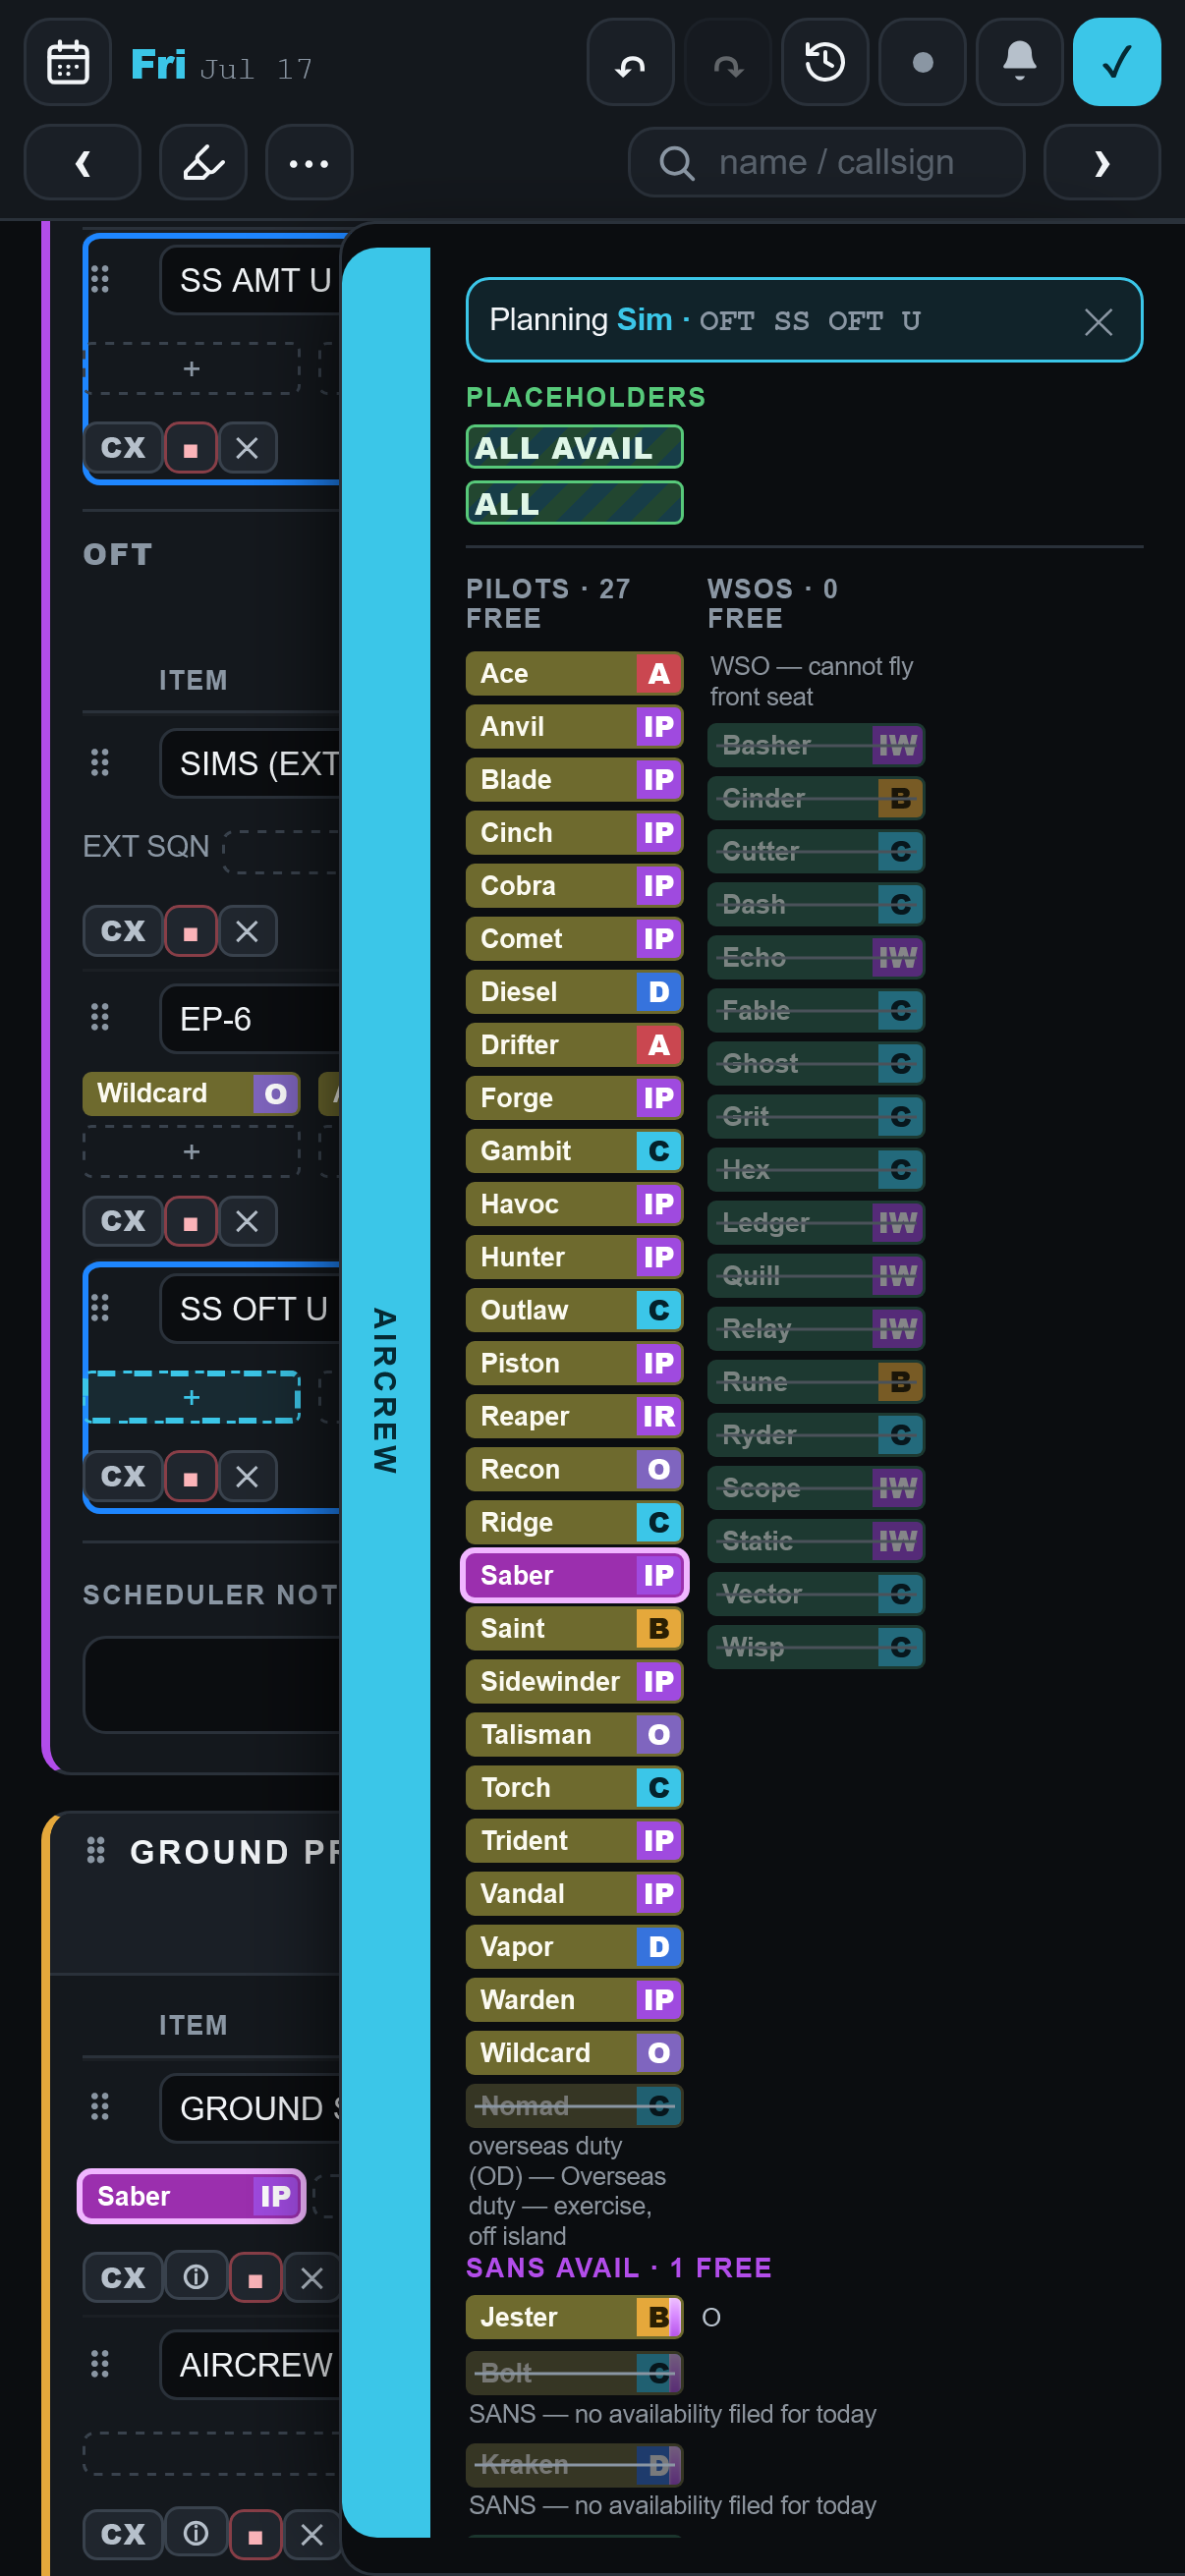 Fri Jul 17
name / callsign
SS AMT U
+
CX
OFT
ITEM
SIMS (EXT
EXT SQN
CX
EP-6
Wildcard O
+
CX
SS OFT U
+
CX
SCHEDULER NOT
GROUND PR
ITEM
GROUND S
Saber IP
CX
AIRCREW
CX
AIRCREW
Planning Sim · OFT SS OFT U
PLACEHOLDERS
ALL AVAIL
ALL
PILOTS · 27
FREE
Ace A
Anvil IP
Blade IP
Cinch IP
Cobra IP
Comet IP
Diesel D
Drifter A
Forge IP
Gambit C
Havoc IP
Hunter IP
Outlaw C
Piston IP
Reaper IR
Recon O
Ridge C
Saber IP
Saint B
Sidewinder IP
Talisman O
Torch C
Trident IP
Vandal IP
Vapor D
Warden IP
Wildcard O
Nomad C
overseas duty
(OD) — Overseas
duty — exercise,
off island
WSOS · 0
FREE
WSO — cannot fly
front seat
Basher IW
Cinder B
Cutter C
Dash C
Echo IW
Fable C
Ghost C
Grit C
Hex C
Ledger IW
Quill IW
Relay IW
Rune B
Ryder C
Scope IW
Static IW
Vector C
Wisp C
SANS AVAIL · 1 FREE
Jester B O
Bolt C
SANS — no availability filed for today
Kraken D
SANS — no availability filed for today